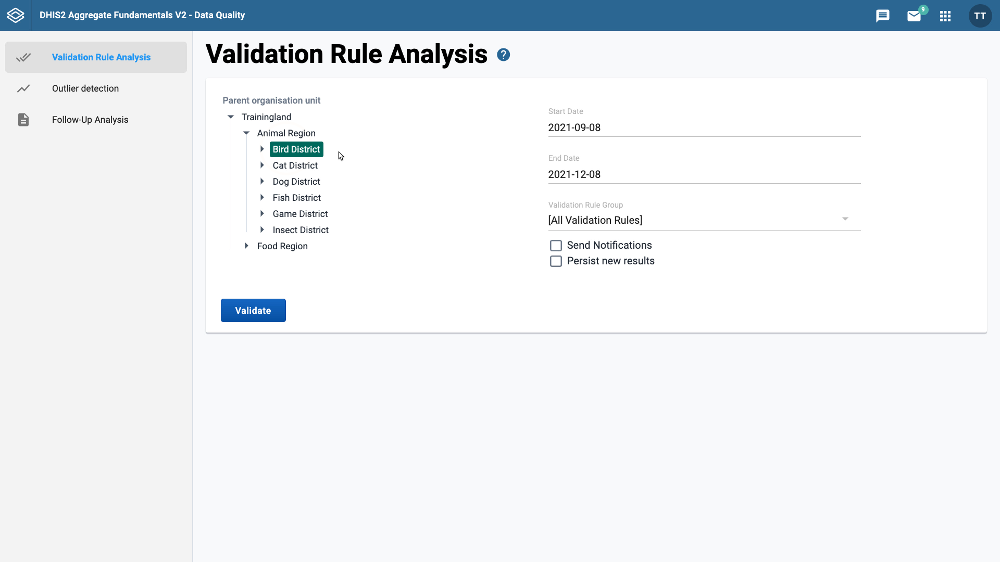 DHIS2 Aggregate Fundamentals V2 - Data Quality
9
TT
Validation Rule Analysis
Outlier detection
Follow-Up Analysis
Validation Rule Analysis ?
Parent organisation unit
Trainingland
Animal Region
Bird District
Cat District
Dog District
Fish District
Game District
Insect District
Food Region
Start Date
2021-09-08
End Date
2021-12-08
Validation Rule Group
[All Validation Rules]
Send Notifications
Persist new results
Validate